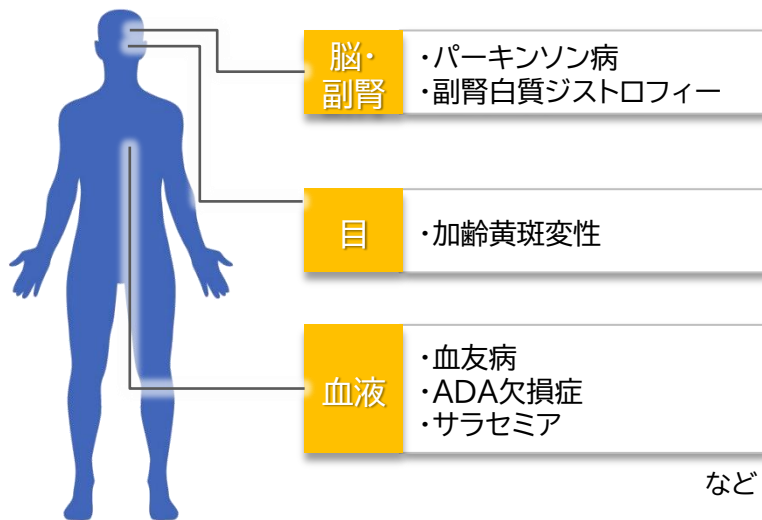 脳・
副腎
・パーキンソン病
・副腎白質ジストロフィー
目
・加齢黄斑変性
血液
・血友病
・ADA欠損症
・サラセミア
など